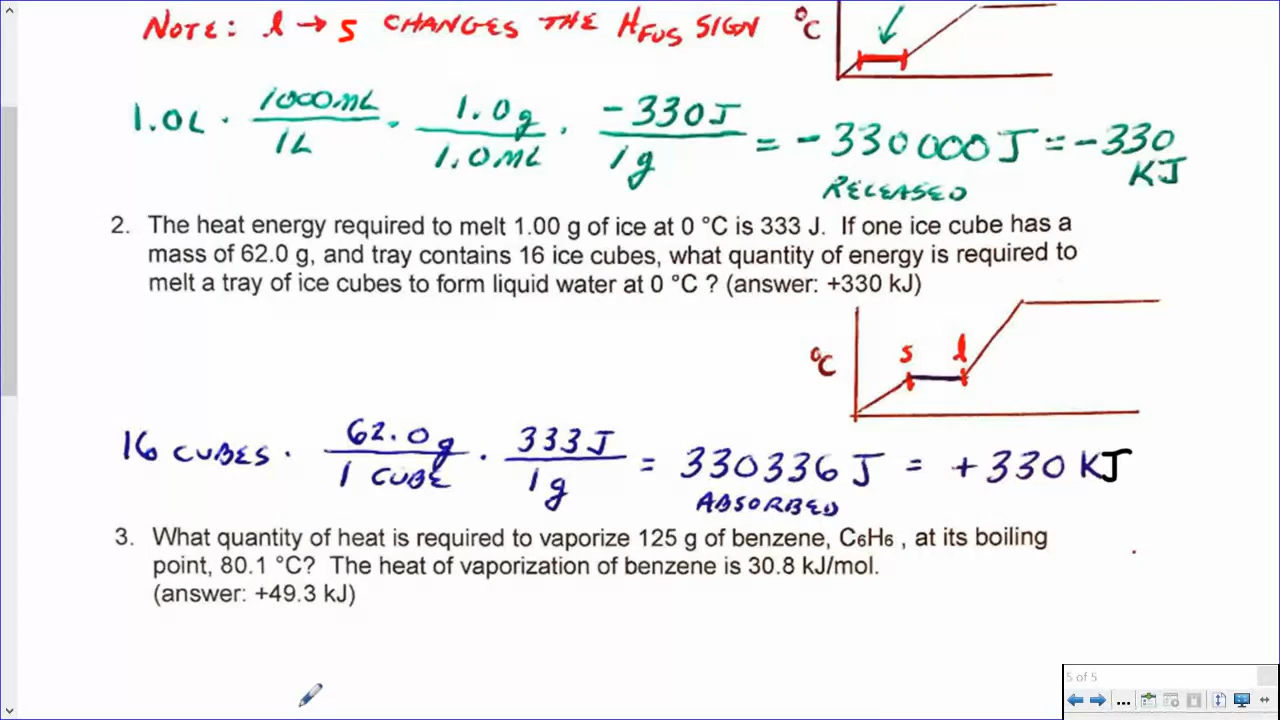 NOTE: l → s CHANGES THE HFUS SIGN
°C
1.0L · 1000mL / 1L · 1.0g / 1.0mL · -330J / 1g = -330000J = -330 KJ
RELEASED
2. The heat energy required to melt 1.00 g of ice at 0 °C is 333 J. If one ice cube has a
mass of 62.0 g, and tray contains 16 ice cubes, what quantity of energy is required to
melt a tray of ice cubes to form liquid water at 0 °C ? (answer: +330 kJ)
°C s l
16 CUBES · 62.0g / 1 CUBE · 333J / 1g = 330336 J = +330 KJ
ABSORBED
3. What quantity of heat is required to vaporize 125 g of benzene, C6H6 , at its boiling
point, 80.1 °C? The heat of vaporization of benzene is 30.8 kJ/mol.
(answer: +49.3 kJ)
5 of 5